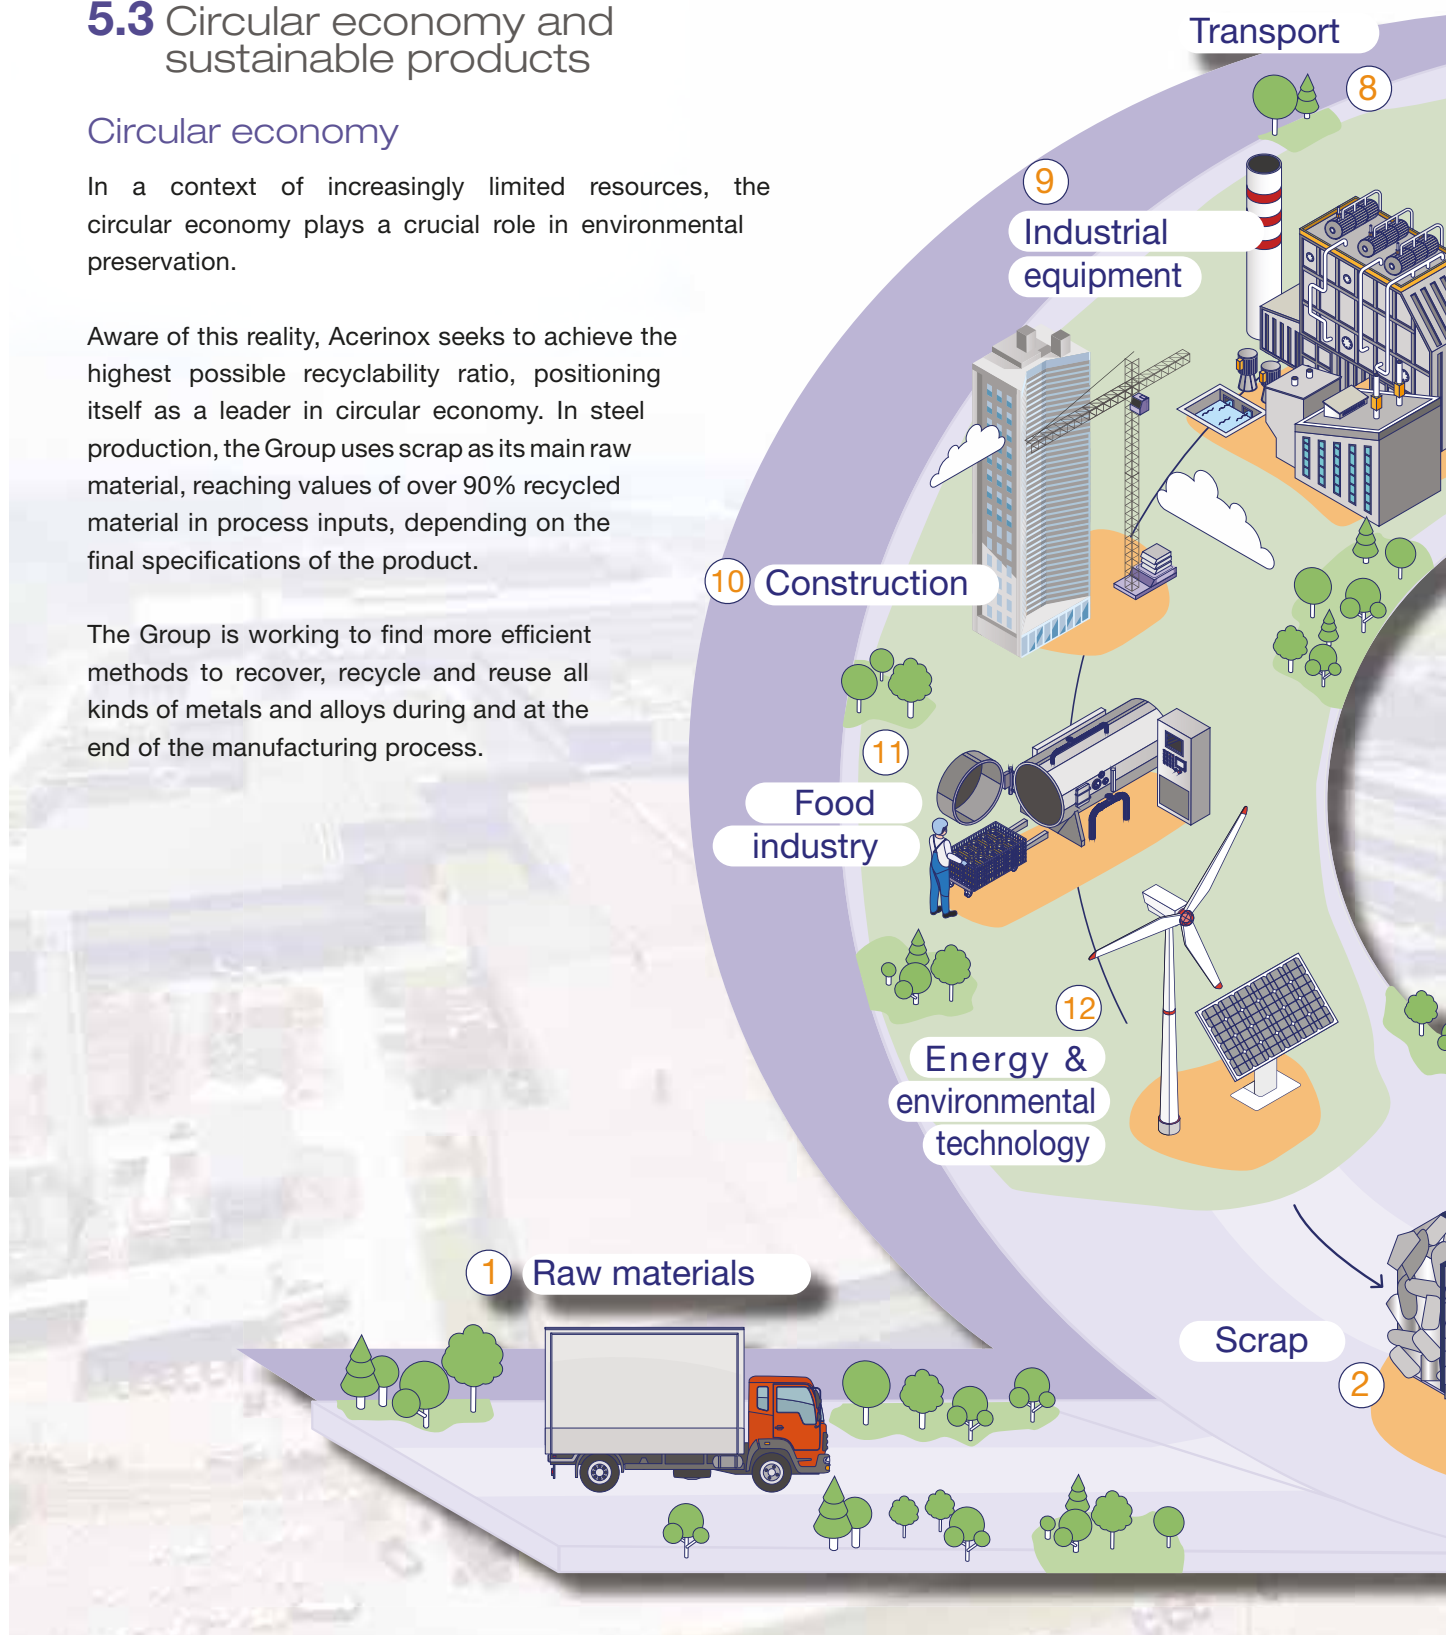 5.3 Circular economy and
sustainable products
Circular economy
In a context of increasingly limited resources, the
circular economy plays a crucial role in environmental
preservation.
Aware of this reality, Acerinox seeks to achieve the
highest possible recyclability ratio, positioning
itself as a leader in circular economy. In steel
production, the Group uses scrap as its main raw
material, reaching values of over 90% recycled
material in process inputs, depending on the
final specifications of the product.
The Group is working to find more efficient
methods to recover, recycle and reuse all
kinds of metals and alloys during and at the
end of the manufacturing process.
Transport
8
9
Industrial
equipment
10 Construction
11
Food
industry
12
Energy &
environmental
technology
1 Raw materials
Scrap
2